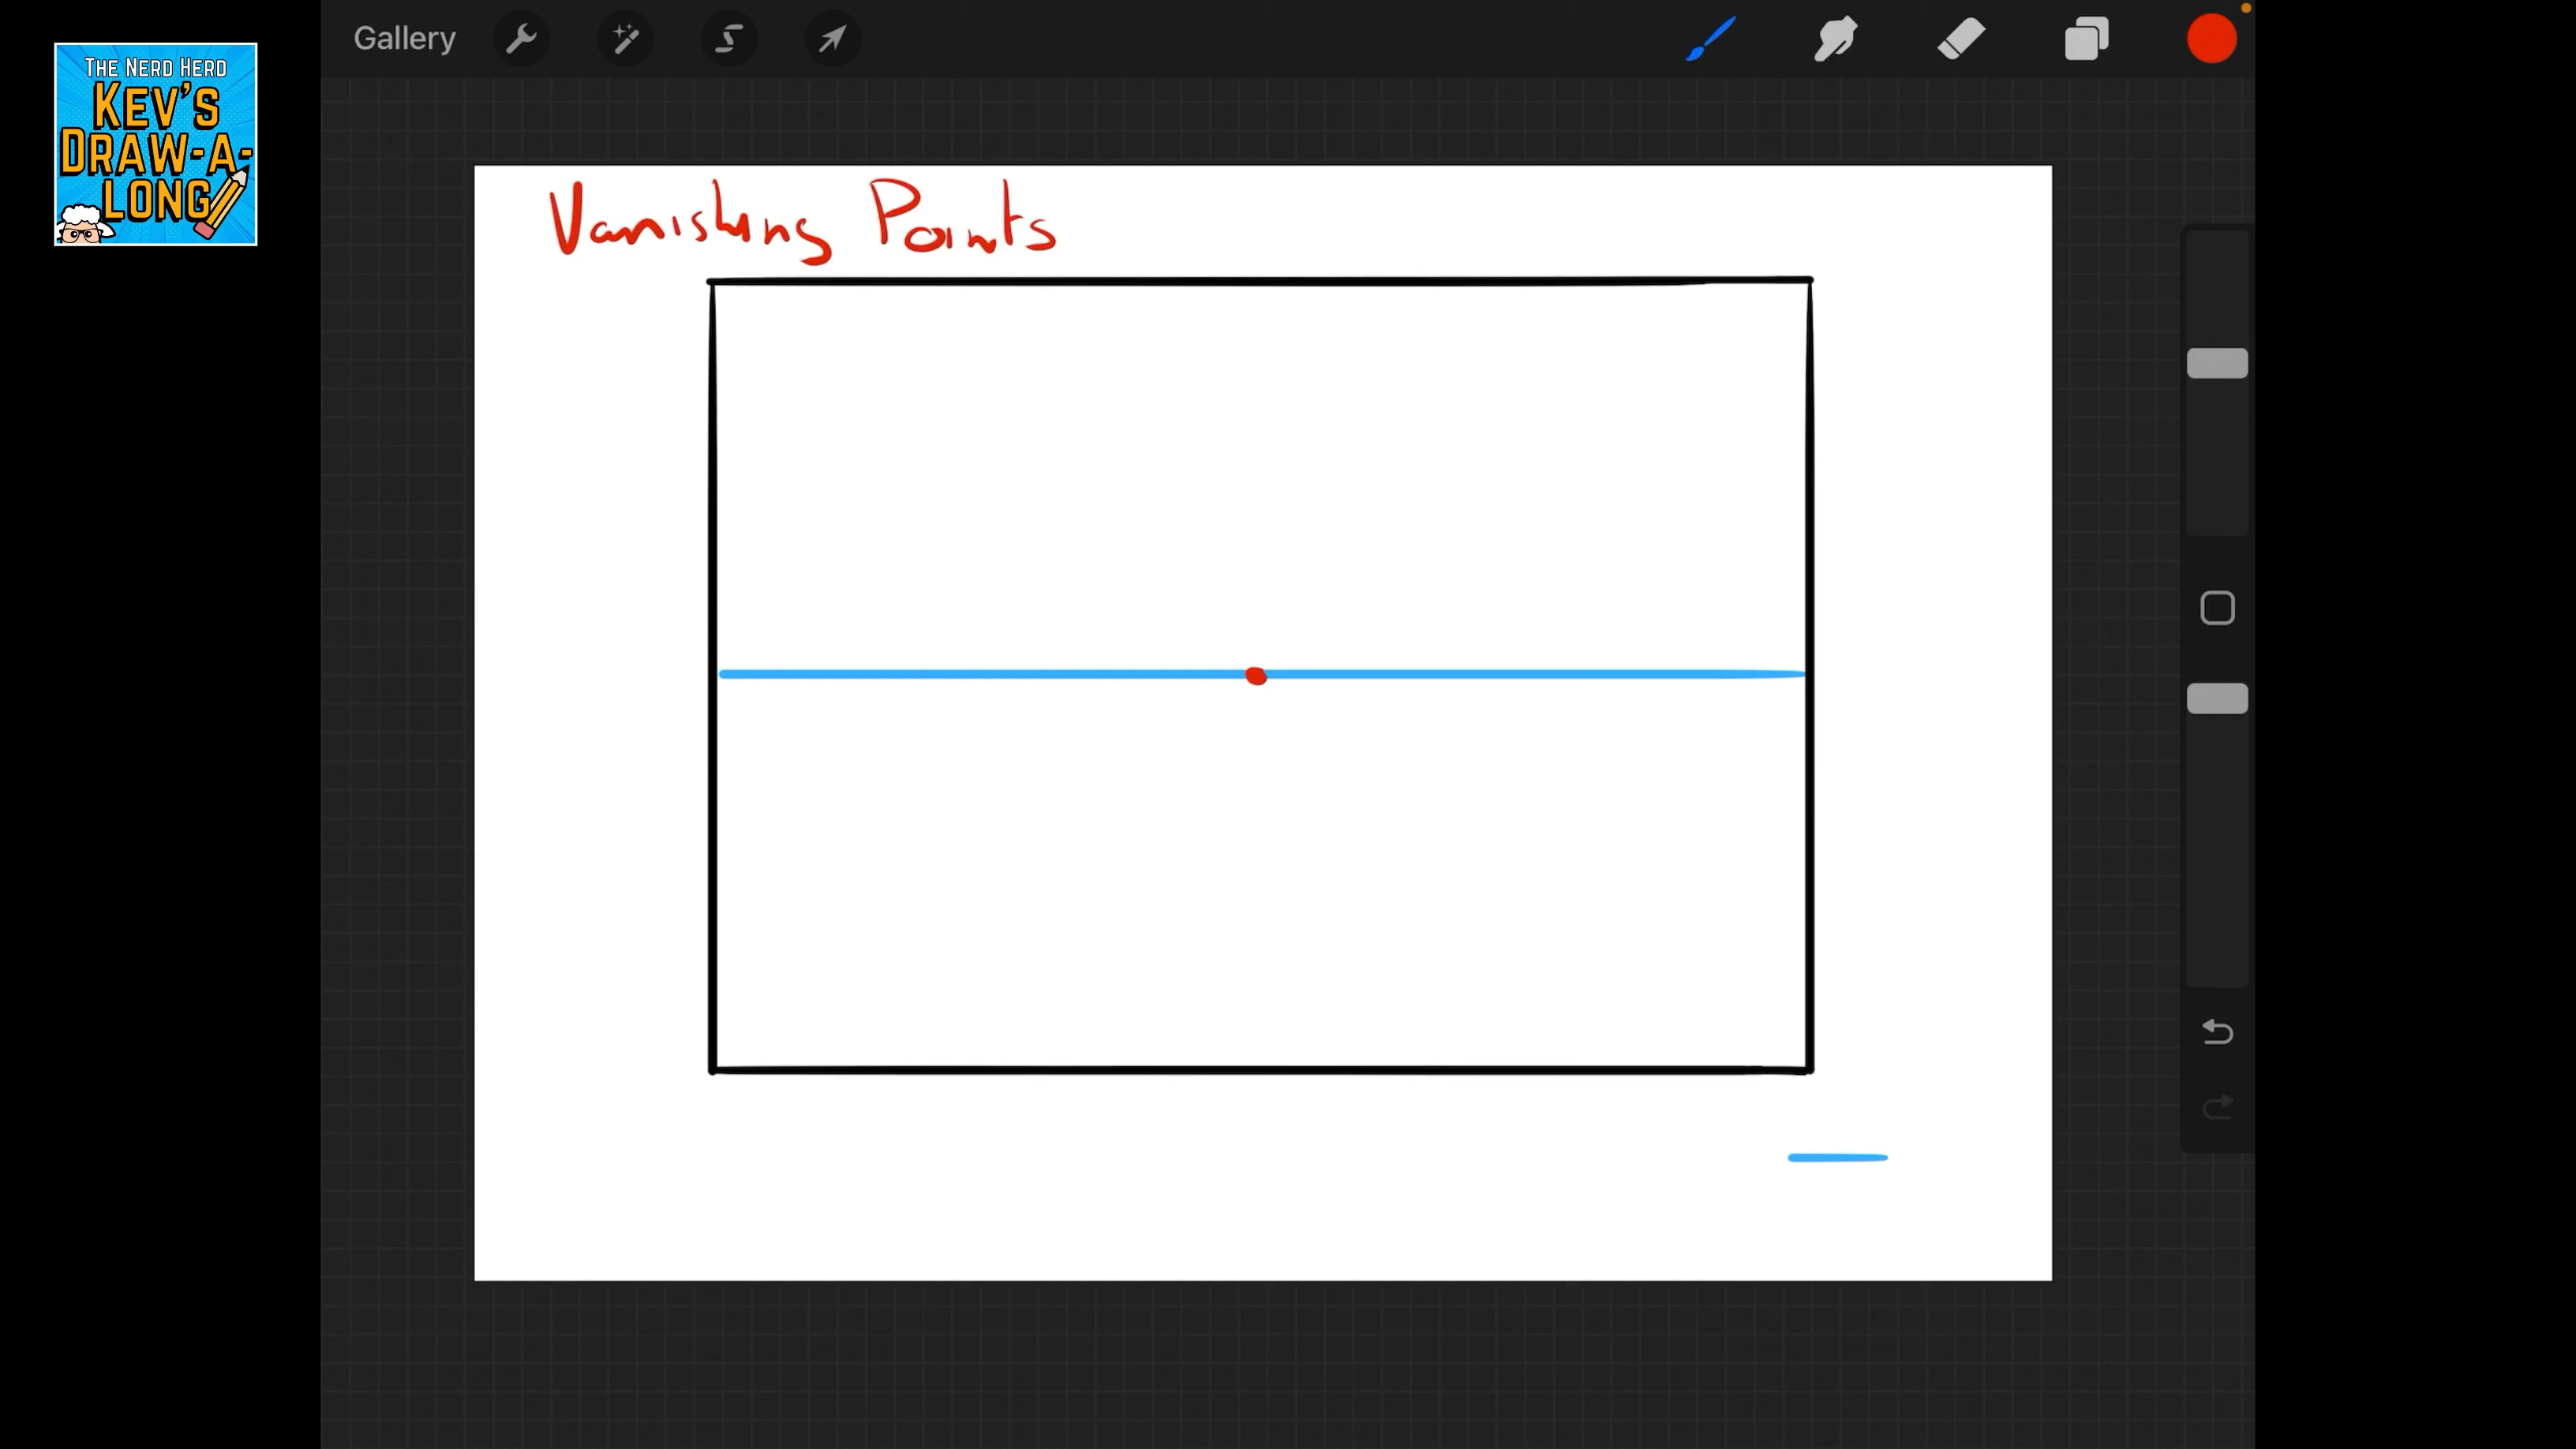 Gallery
THE NERD HERD
KEV'S
DRAW-A-
LONG
Vanishing Points